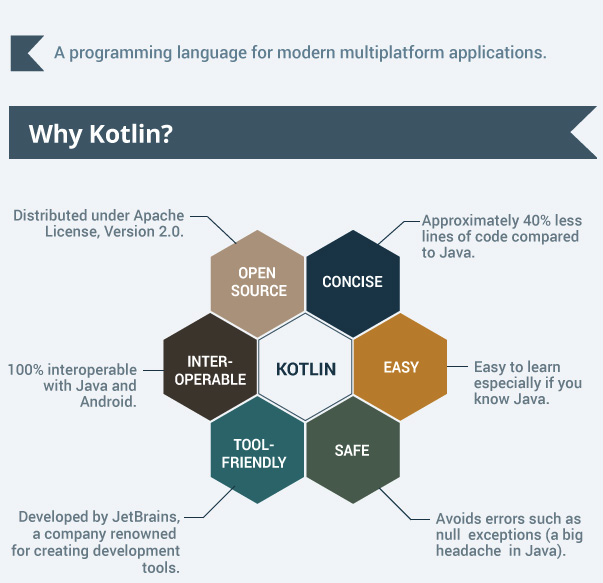 A programming language for modern multiplatform applications.
Why Kotlin?
Distributed under Apache
License, Version 2.0.
Approximately 40% less
lines of code compared
to Java.
OPEN
SOURCE
CONCISE
100% interoperable
with Java and
Android.
INTER-
OPERABLE
KOTLIN
EASY
Easy to learn
especially if you
know Java.
TOOL-
FRIENDLY
SAFE
Developed by JetBrains,
a company renowned
for creating development
tools.
Avoids errors such as
null exceptions (a big
headache in Java).